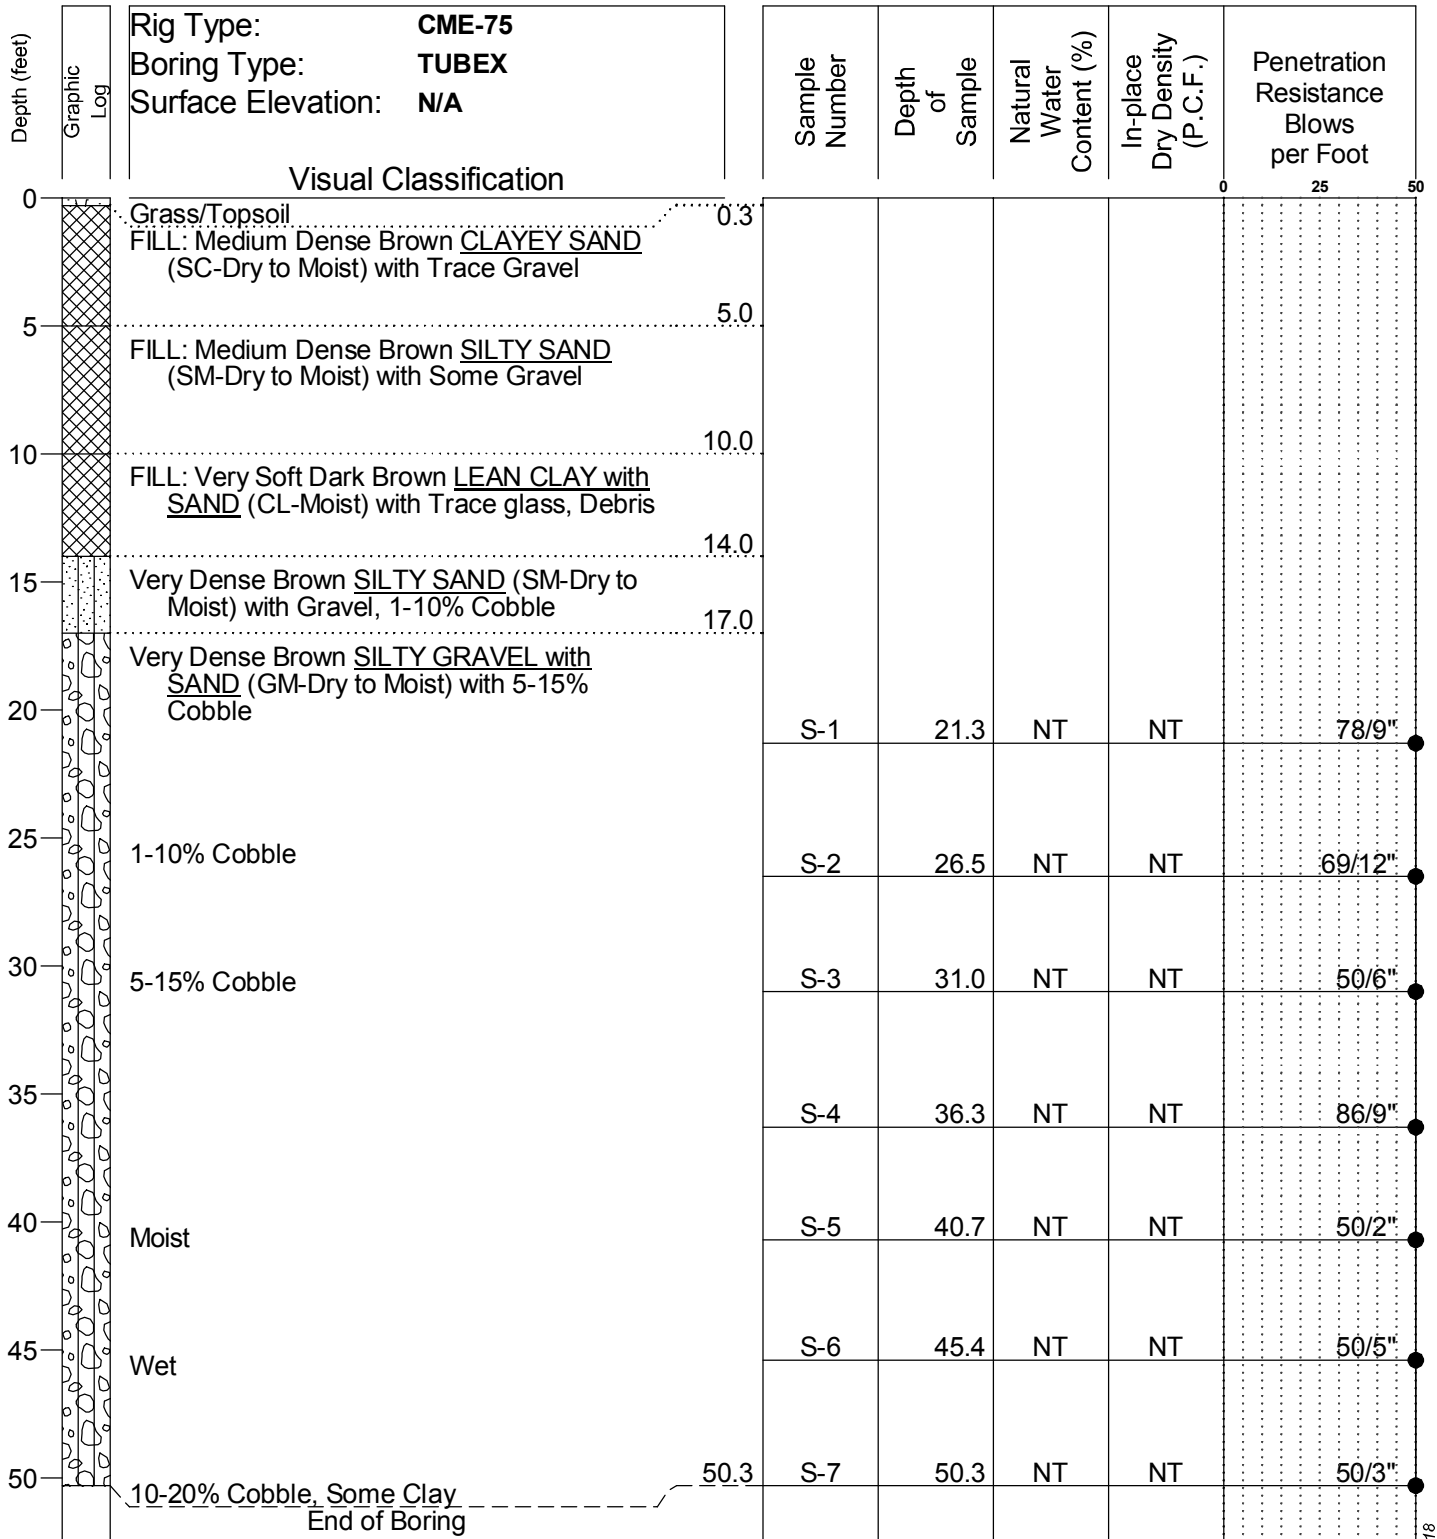 Depth (feet)
Graphic
Log
Rig Type: CME-75
Boring Type: TUBEX
Surface Elevation: N/A
Visual Classification
Sample
Number
Depth
of
Sample
Natural
Water
Content (%)
In-place
Dry Density
(P.C.F.)
Penetration
Resistance
Blows
per Foot
0 25 50
0
Grass/Topsoil 0.3
FILL: Medium Dense Brown CLAYEY SAND
(SC-Dry to Moist) with Trace Gravel
5.0
5
FILL: Medium Dense Brown SILTY SAND
(SM-Dry to Moist) with Some Gravel
10.0
10
FILL: Very Soft Dark Brown LEAN CLAY with
SAND (CL-Moist) with Trace glass, Debris
14.0
15
Very Dense Brown SILTY SAND (SM-Dry to
Moist) with Gravel, 1-10% Cobble
17.0
Very Dense Brown SILTY GRAVEL with
SAND (GM-Dry to Moist) with 5-15%
Cobble
20
S-1 21.3 NT NT 78/9"
25
1-10% Cobble
S-2 26.5 NT NT 69/12"
30
5-15% Cobble
S-3 31.0 NT NT 50/6"
35
S-4 36.3 NT NT 86/9"
40
Moist
S-5 40.7 NT NT 50/2"
45
Wet
S-6 45.4 NT NT 50/5"
50
50.3 S-7 50.3 NT NT 50/3"
10-20% Cobble, Some Clay
End of Boring
18